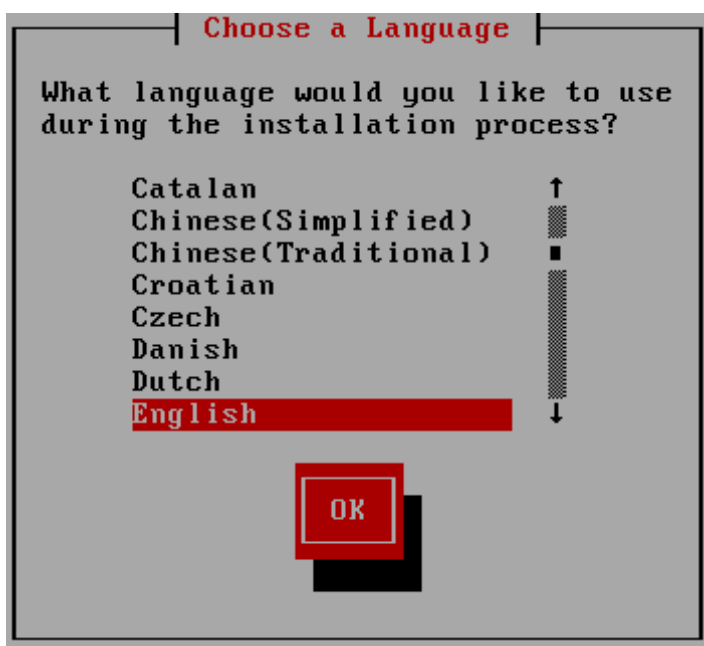 Choose a Language
What language would you like to use
during the installation process?
Catalan
Chinese(Simplified)
Chinese(Traditional)
Croatian
Czech
Danish
Dutch
English
OK